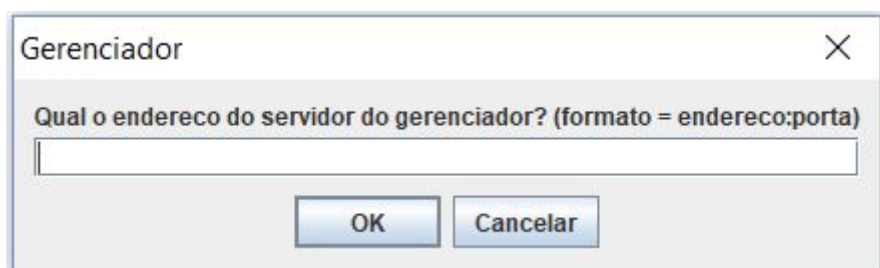 Gerenciador
Qual o endereco do servidor do gerenciador? (formato = endereco:porta)
OK Cancelar